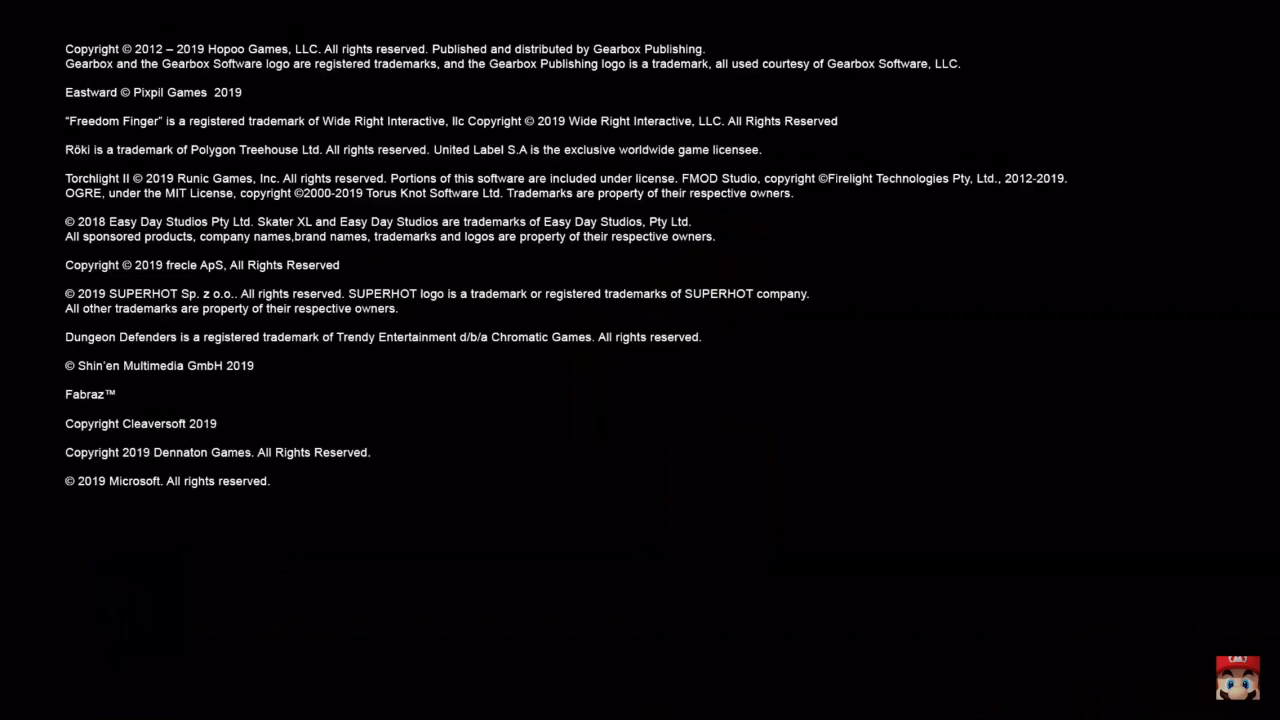 Copyright © 2012 – 2019 Hopoo Games, LLC. All rights reserved. Published and distributed by Gearbox Publishing.
Gearbox and the Gearbox Software logo are registered trademarks, and the Gearbox Publishing logo is a trademark, all used courtesy of Gearbox Software, LLC.
Eastward © Pixpil Games 2019
“Freedom Finger” is a registered trademark of Wide Right Interactive, llc Copyright © 2019 Wide Right Interactive, LLC. All Rights Reserved
Röki is a trademark of Polygon Treehouse Ltd. All rights reserved. United Label S.A is the exclusive worldwide game licensee.
Torchlight II © 2019 Runic Games, Inc. All rights reserved. Portions of this software are included under license. FMOD Studio, copyright ©Firelight Technologies Pty, Ltd., 2012-2019.
OGRE, under the MIT License, copyright ©2000-2019 Torus Knot Software Ltd. Trademarks are property of their respective owners.
© 2018 Easy Day Studios Pty Ltd. Skater XL and Easy Day Studios are trademarks of Easy Day Studios, Pty Ltd.
All sponsored products, company names,brand names, trademarks and logos are property of their respective owners.
Copyright © 2019 frecle ApS, All Rights Reserved
© 2019 SUPERHOT Sp. z o.o.. All rights reserved. SUPERHOT logo is a trademark or registered trademarks of SUPERHOT company.
All other trademarks are property of their respective owners.
Dungeon Defenders is a registered trademark of Trendy Entertainment d/b/a Chromatic Games. All rights reserved.
© Shin’en Multimedia GmbH 2019
Fabraz™
Copyright Cleaversoft 2019
Copyright 2019 Dennaton Games. All Rights Reserved.
© 2019 Microsoft. All rights reserved.